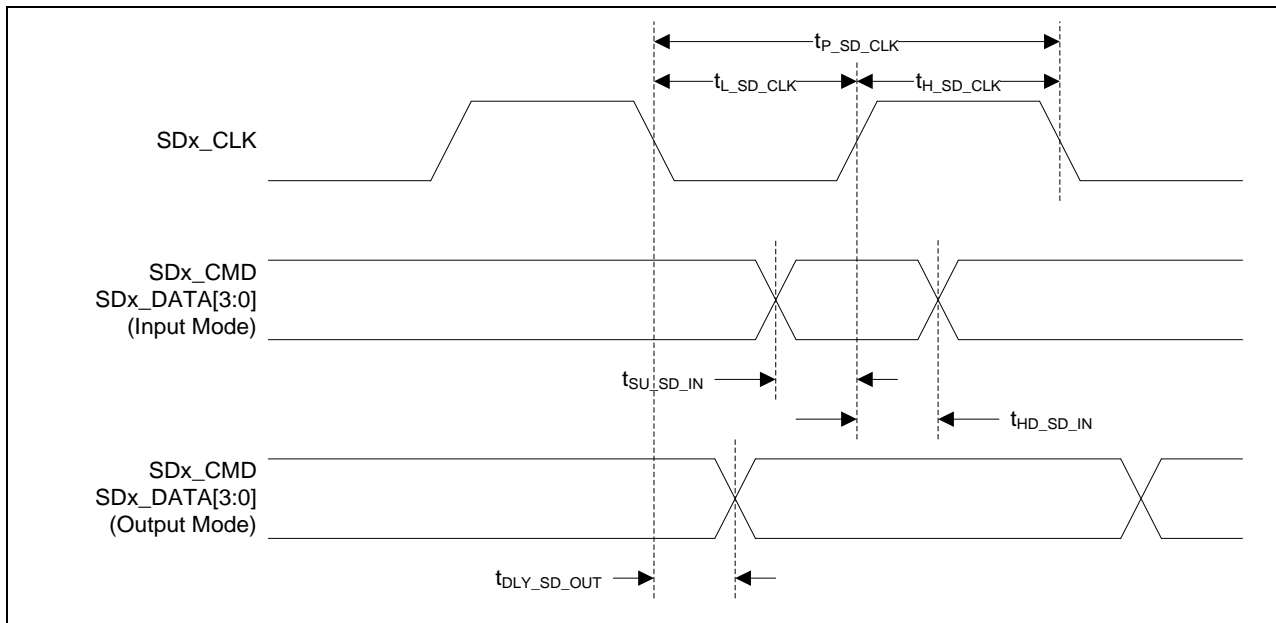 tP_SD_CLK
tL_SD_CLK
tH_SD_CLK
SDx_CLK
SDx_CMD
SDx_DATA[3:0]
(Input Mode)
tSU_SD_IN
tHD_SD_IN
SDx_CMD
SDx_DATA[3:0]
(Output Mode)
tDLY_SD_OUT